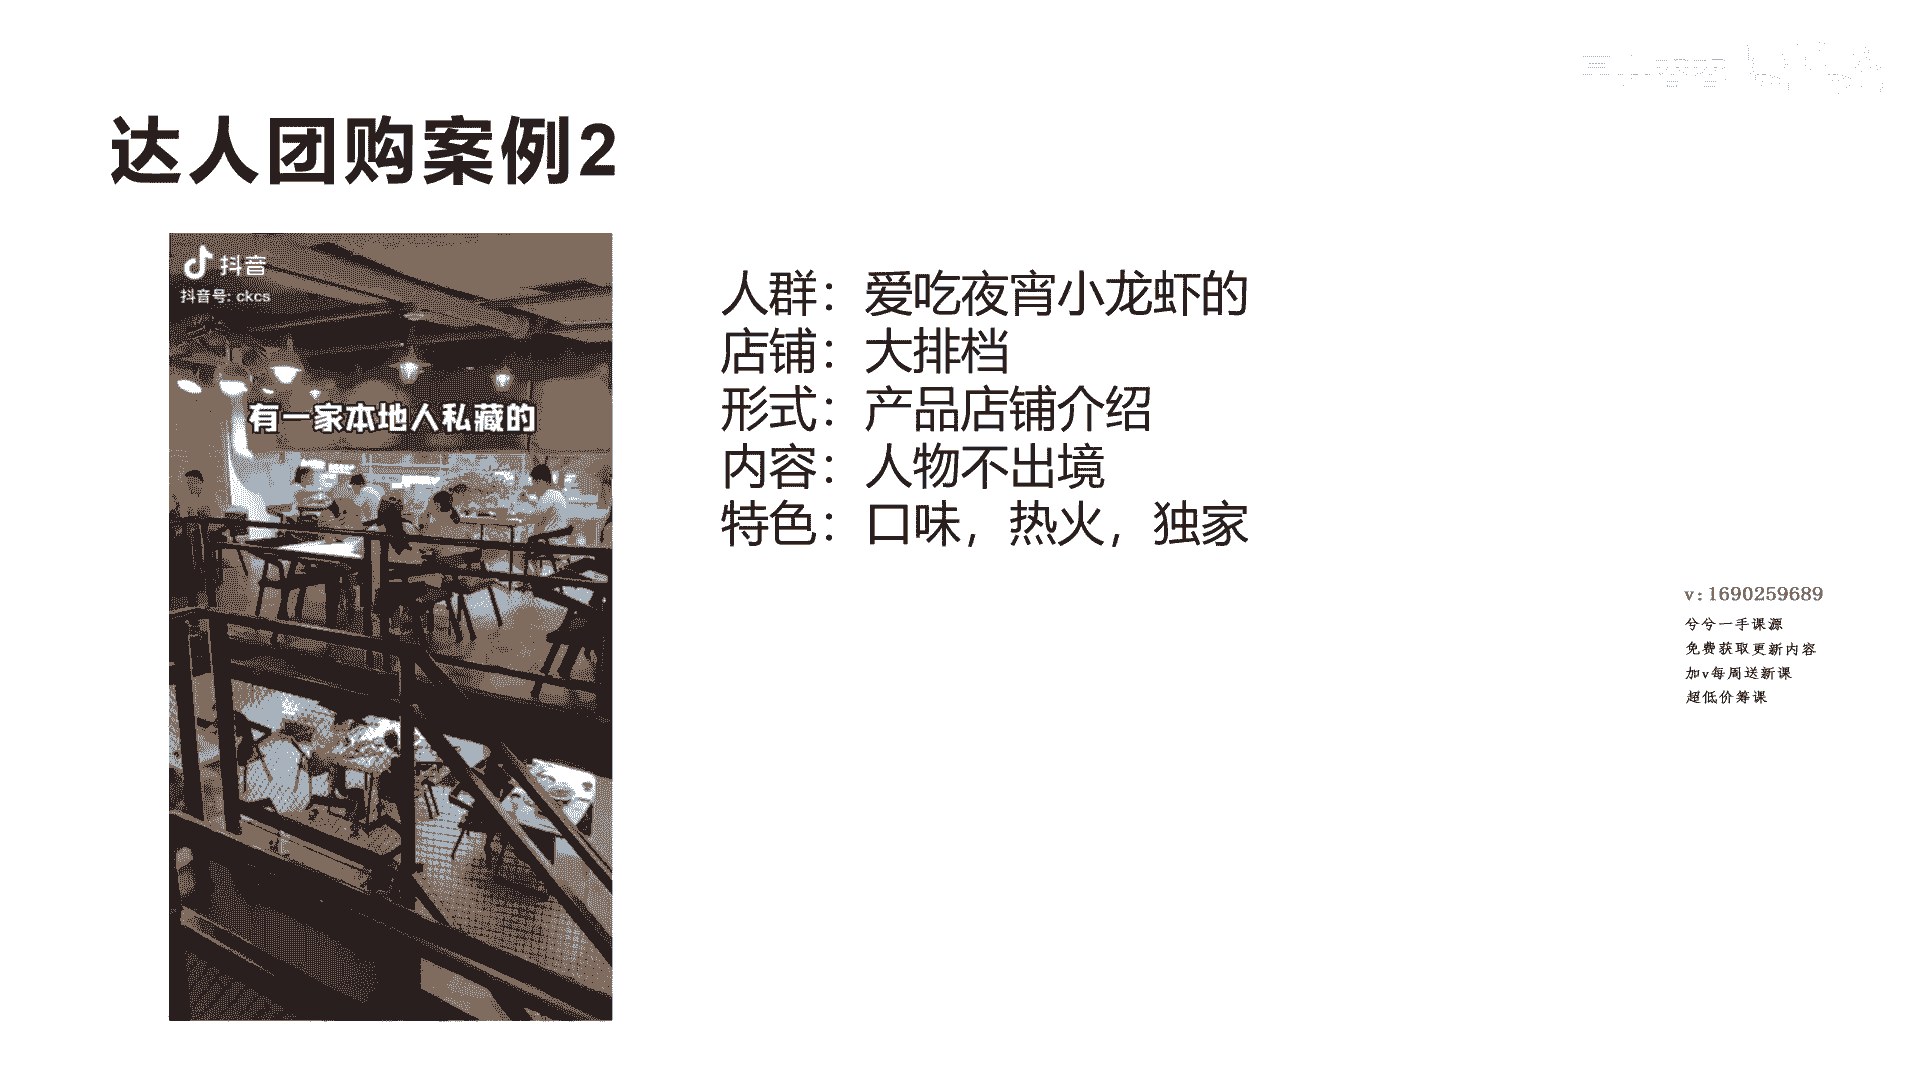 达人团购案例2
抖音
抖音号: ckcs
有一家本地人私藏的
人群：爱吃夜宵小龙虾的
店铺：大排档
形式：产品店铺介绍
内容：人物不出境
特色：口味，热火，独家
v:1690259689
兮兮一手课源
免费获取更新内容
加v每周送新课
超低价筹课